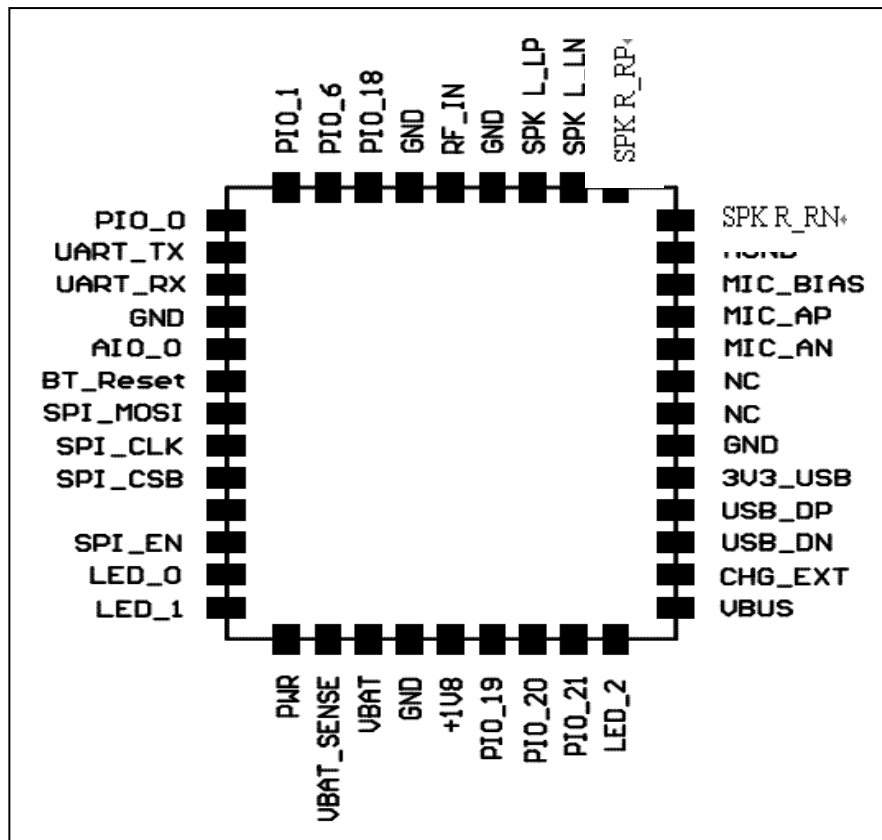 PIO_1
PIO_6
PIO_18
GND
RF_IN
GND
SPK L_LP
SPK L_LN
SPK R_RP
PIO_0
UART_TX
UART_RX
GND
AIO_0
BT_Reset
SPI_MOSI
SPI_CLK
SPI_CSB
SPI_EN
LED_0
LED_1
SPK R_RN
MIC_BIAS
MIC_AP
MIC_AN
NC
NC
GND
3V3_USB
USB_DP
USB_DN
CHG_EXT
VBUS
PWR
VBAT_SENSE
VBAT
GND
+1V8
PIO_19
PIO_20
PIO_21
LED_2